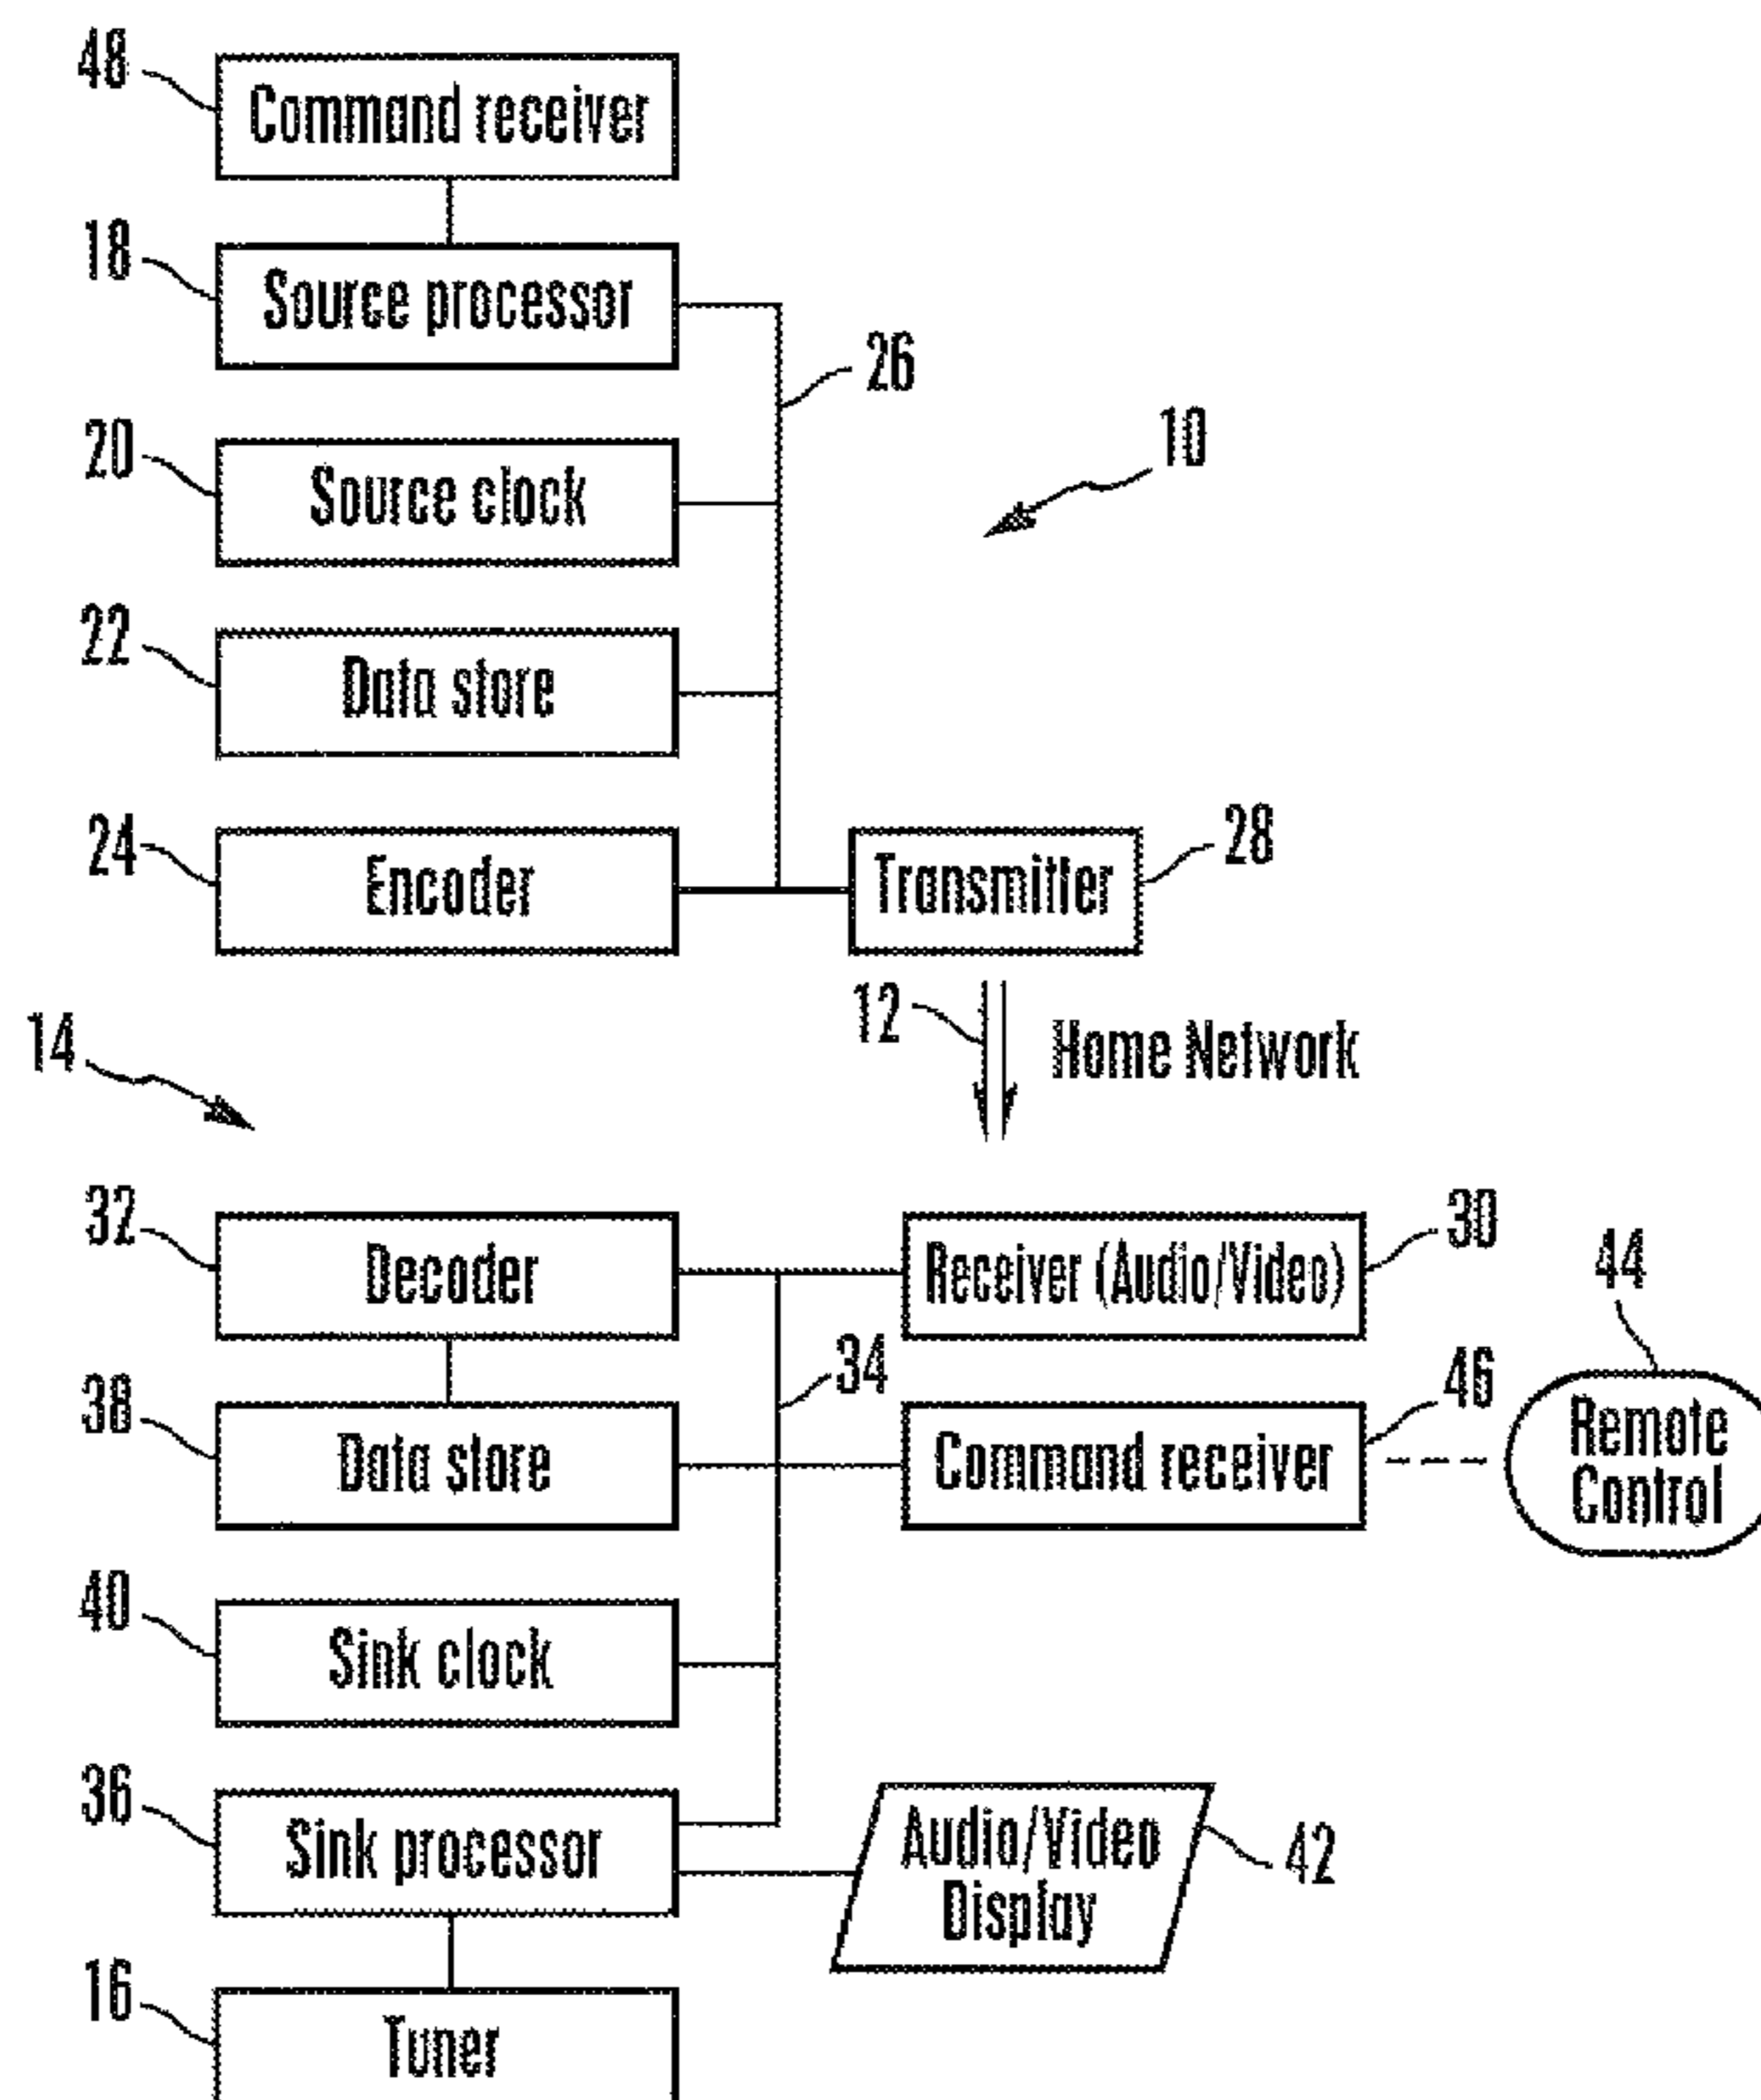 48
Command receiver
18
Source processor
26
10
20
Source clock
22
Data store
24
Encoder
Transmitter
28
12
Home Network
14
32
Decoder
Receiver (Audio/Video)
30
44
34
38
Data store
Command receiver
46
Remote
Control
40
Sink clock
36
Sink processor
Audio/Video
Display
42
16
Tuner